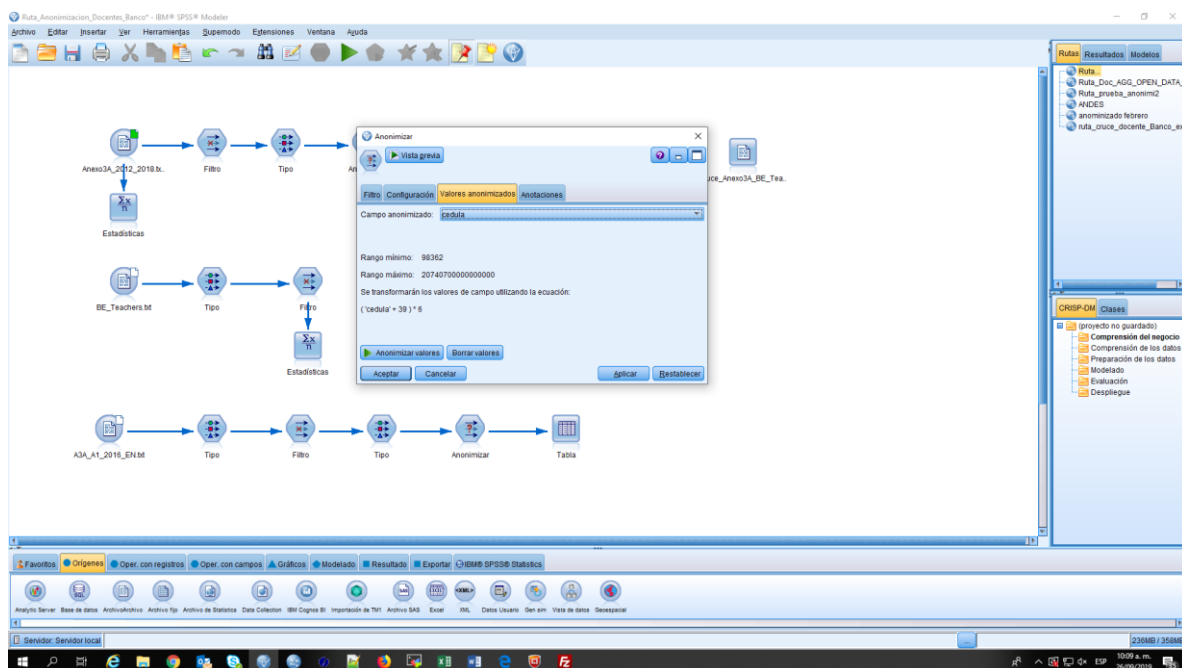 Ruta_Anonimizacion_Docentes_Banco* - IBM® SPSS® Modeler
Archivo Editar Insertar Ver Herramientas Supernodo Extensiones Ventana Ayuda
Rutas Resultados Modelos
Ruta...
Ruta_Doc_AGG_OPEN_DATA_
Ruta_prueba_anonimi2
ANDES
anominizado febrero
ruta_cruce_docente_Banco_ex
Anexo3A_2012_2018.tx..
Filtro
Tipo
An
uce_Anexo3A_BE_Tea..
Estadísticas
BE_Teachers.txt
Tipo
Filtro
Estadísticas
A3A_A1_2016_EN.txt
Tipo
Filtro
Tipo
Anonimizar
Tabla
Anonimizar
Vista previa
Filtro Configuración Valores anonimizados Anotaciones
Campo anonimizado: cedula
Rango mínimo: 98362
Rango máximo: 20740700000000000
Se transformarán los valores de campo utilizando la ecuación:
( 'cedula' + 39 ) * 6
Anonimizar valores Borrar valores
Aceptar Cancelar Aplicar Restablecer
CRISP-DM Clases
(proyecto no guardado)
Comprensión del negocio
Comprensión de los datos
Preparación de los datos
Modelado
Evaluación
Despliegue
Favoritos Orígenes Oper. con registros Oper. con campos Gráficos Modelado Resultado Exportar IBM® SPSS® Statistics
Analytic Server Base de datos ArchivoArchivo Archivo fijo Archivo de Statistics Data Collection IBM Cognos BI Importación de TM1 Archivo SAS Excel XML Datos Usuario Gen sim Vista de datos Geoespacial
Servidor: Servidor local
236MB / 358MB
ESP
10:09 a. m.
26/09/2019